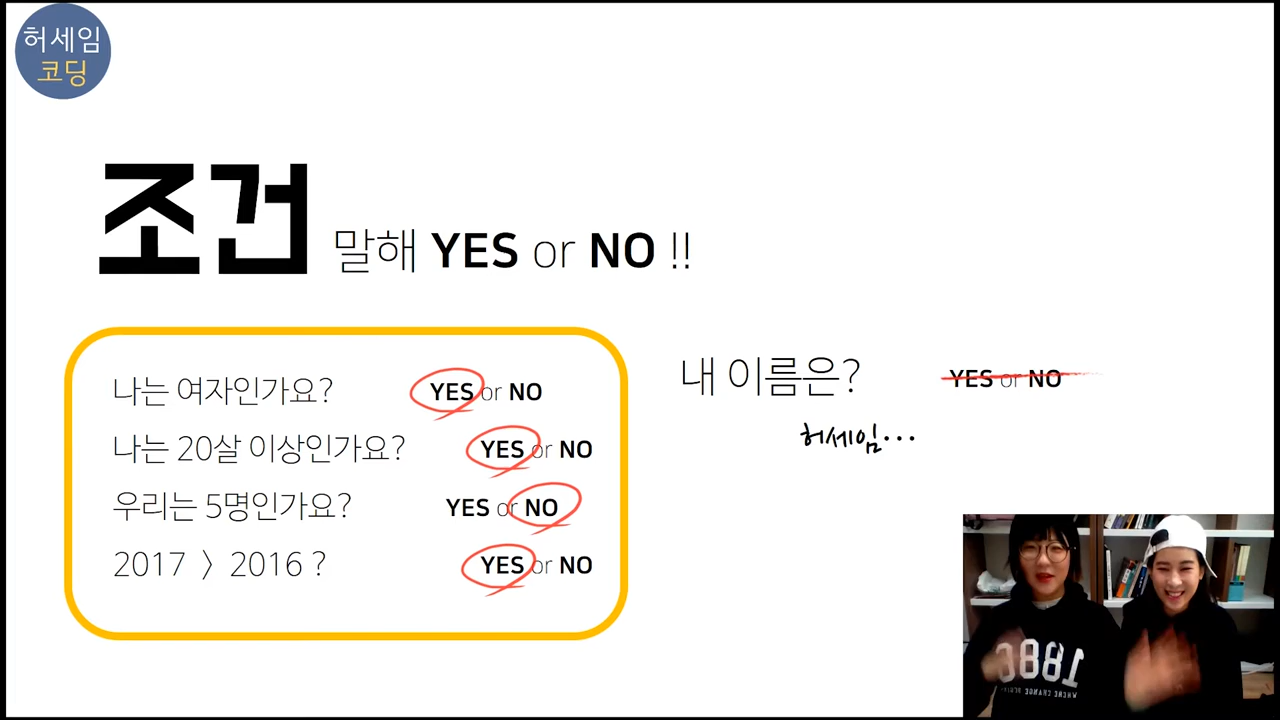 허세임
코딩
조건 말해 YES or NO !!
나는 여자인가요? YES or NO
나는 20살 이상인가요? YES or NO
우리는 5명인가요? YES or NO
2017 > 2016 ?  YES or NO
내 이름은? YES or NO
허세임...